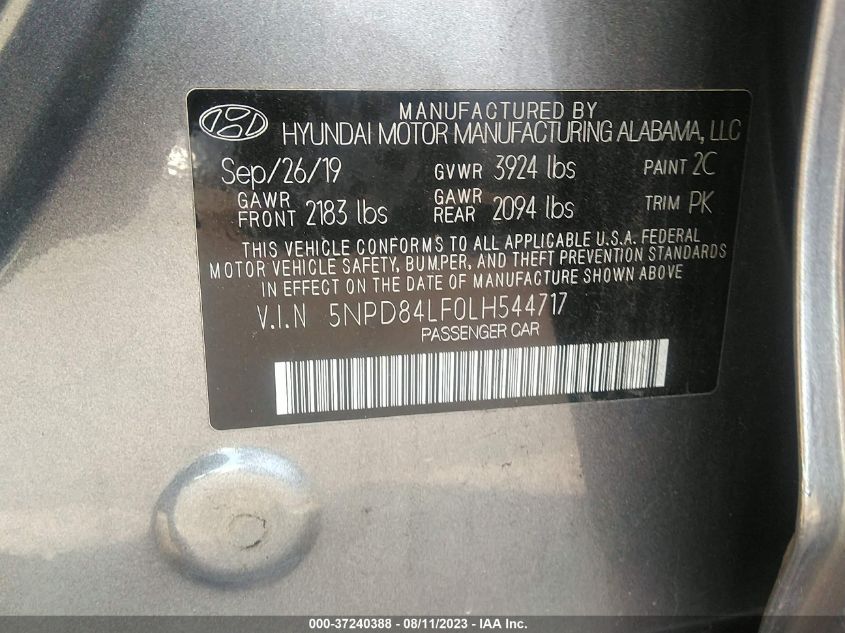 MANUFACTURED BY
HYUNDAI MOTOR MANUFACTURING ALABAMA, LLC
Sep/26/19 GVWR 3924 lbs PAINT 2C
GAWR FRONT 2183 lbs GAWR REAR 2094 lbs TRIM PK
THIS VEHICLE CONFORMS TO ALL APPLICABLE U.S.A. FEDERAL
MOTOR VEHICLE SAFETY, BUMPER, AND THEFT PREVENTION STANDARDS
IN EFFECT ON THE DATE OF MANUFACTURE SHOWN ABOVE
V.I.N 5NPD84LF0LH544717
PASSENGER CAR
000-37240388 - 08/11/2023 - © IAA Inc.